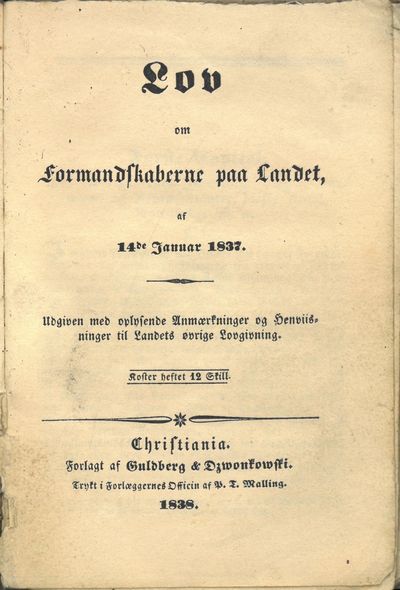 Lov
om
Formandskaberne paa Landet,
af
14de Januar 1837.
Udgiven med oplysende Anmærkninger og Henviis-
ninger til Landets øvrige Lovgivning.
Koster heftet 12 Skill.
Christiania.
Forlagt af Guldberg & Dzwonkowski.
Trykt i Forlæggernes Officin af P. T. Malling.
1838.